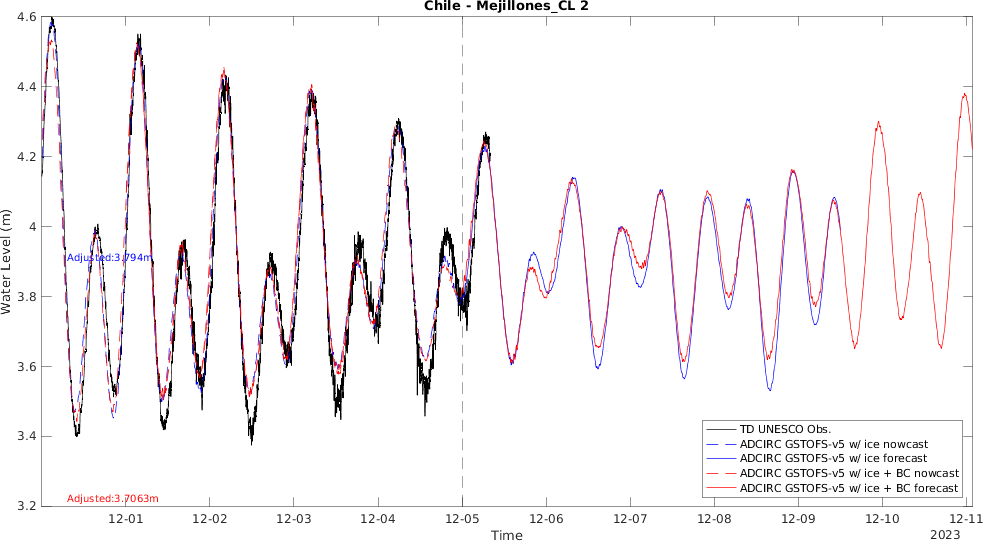 Chile - Mejillones_CL 2
4.6
4.4
4.2
4
3.8
3.6
3.4
3.2
Water Level (m)
Adjusted:3.794m
Adjusted:3.7063m
TD UNESCO Obs.
ADCIRC GSTOFS-v5 w/ ice nowcast
ADCIRC GSTOFS-v5 w/ ice forecast
ADCIRC GSTOFS-v5 w/ ice + BC nowcast
ADCIRC GSTOFS-v5 w/ ice + BC forecast
12-01 12-02 12-03 12-04 12-05 12-06 12-07 12-08 12-09 12-10 12-11
Time
2023